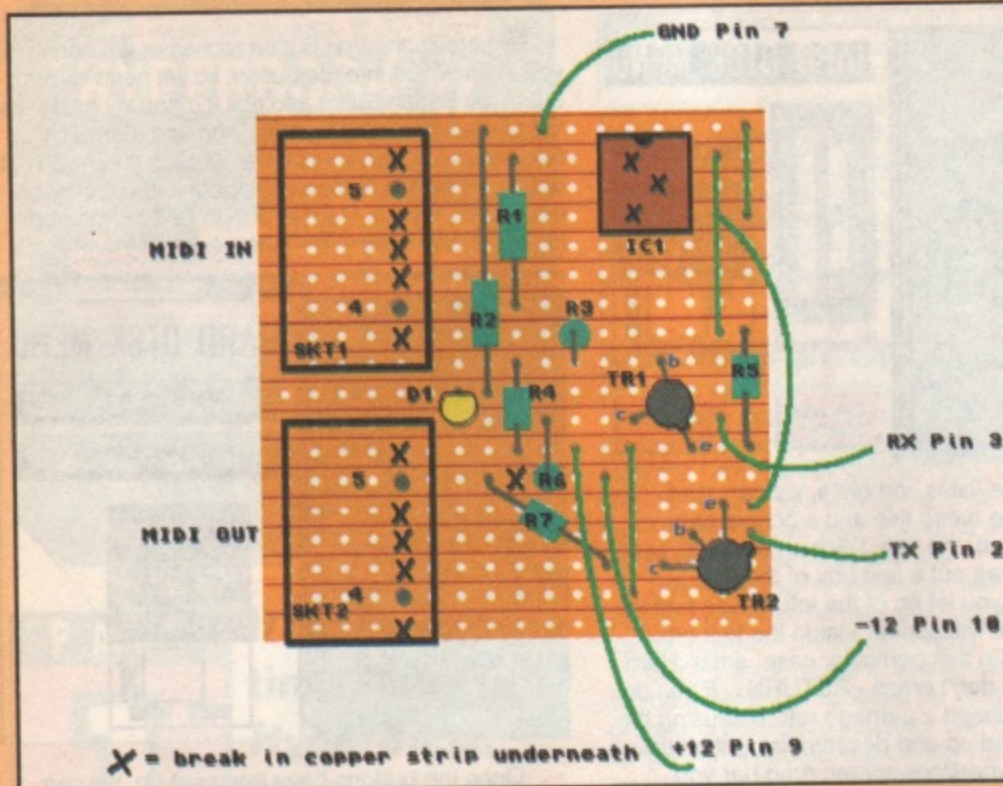 GND Pin 7
R1
5
MIDI IN
IC1
R2
R3
4
SKT1
R5
D1
R4
TR1
b
c
e
RX Pin 3
5
R6
e
R7
b
MIDI OUT
TX Pin 2
c
4
TR2
SKT2
-12 Pin 10
X = break in copper strip underneath
+12 Pin 9